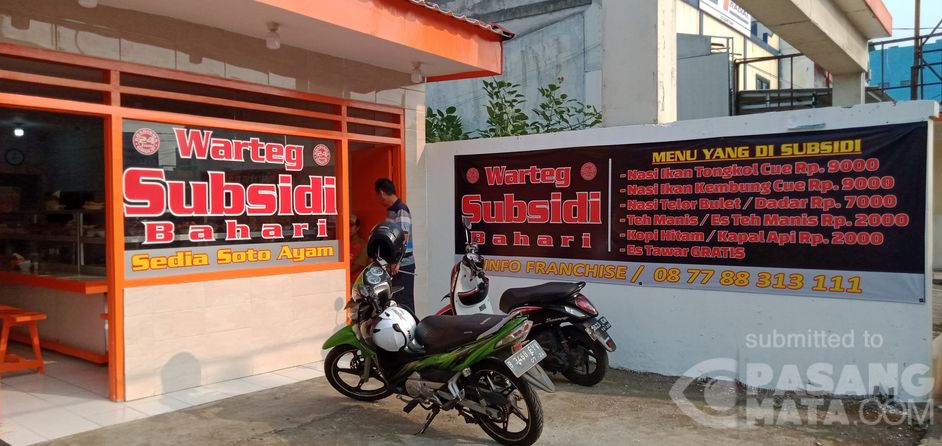 Warteg
Subsidi
Bahari
Sedia Soto Ayam
Warteg
Subsidi
Bahari
MENU YANG DI SUBSIDI
- Nasi Ikan Tongkol Cue Rp. 9000
- Nasi Ikan Kembung Cue Rp. 9000
- Nasi Telor Bulet / Dadar Rp. 7000
- Teh Manis / Es Teh Manis Rp. 2000
- Kopi Hitam / Kapal Api Rp. 2000
- Es Tawar GRATIS
INFO FRANCHISE / 08 77 88 313 111
submitted to
PASANG
MATA.COM